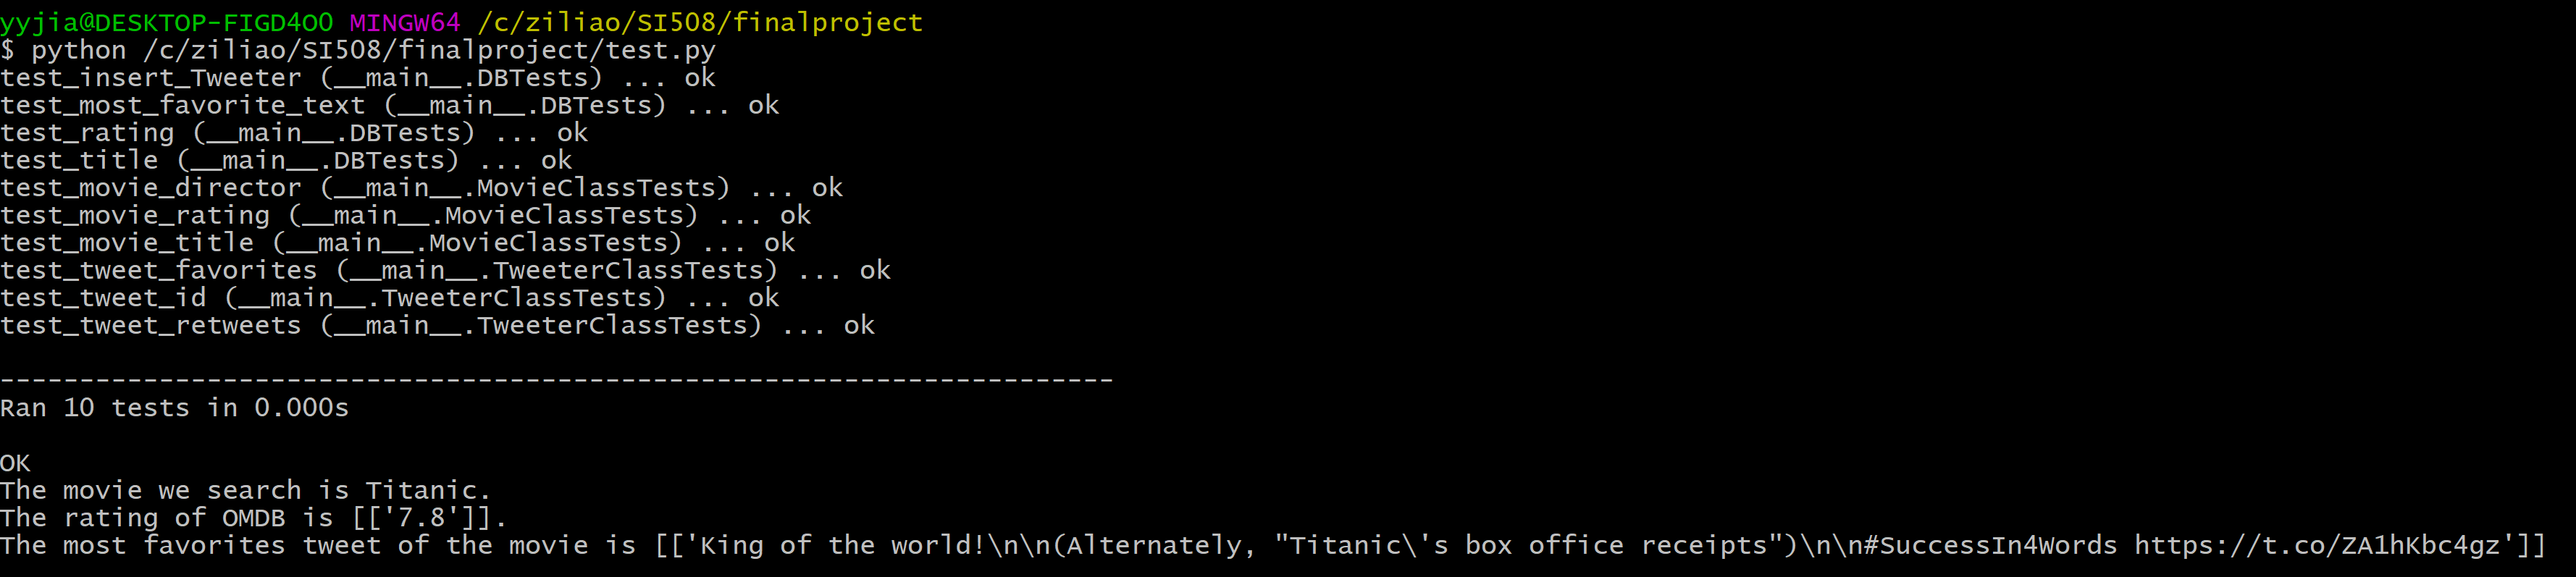 yyjia@DESKTOP-FIGD4OO MINGW64 /c/ziliao/SI508/finalproject
$ python /c/ziliao/SI508/finalproject/test.py
test_insert_Tweeter (__main__.DBTests) ... ok
test_most_favorite_text (__main__.DBTests) ... ok
test_rating (__main__.DBTests) ... ok
test_title (__main__.DBTests) ... ok
test_movie_director (__main__.MovieClassTests) ... ok
test_movie_rating (__main__.MovieClassTests) ... ok
test_movie_title (__main__.MovieClassTests) ... ok
test_tweet_favorites (__main__.TweeterClassTests) ... ok
test_tweet_id (__main__.TweeterClassTests) ... ok
test_tweet_retweets (__main__.TweeterClassTests) ... ok
----------------------------------------------------------------------
Ran 10 tests in 0.000s
OK
The movie we search is Titanic.
The rating of OMDB is [['7.8']].
The most favorites tweet of the movie is [['King of the world!\n\n(Alternately, "Titanic\'s box office receipts")\n\n#SuccessIn4Words https://t.co/ZA1hKbc4gz']]